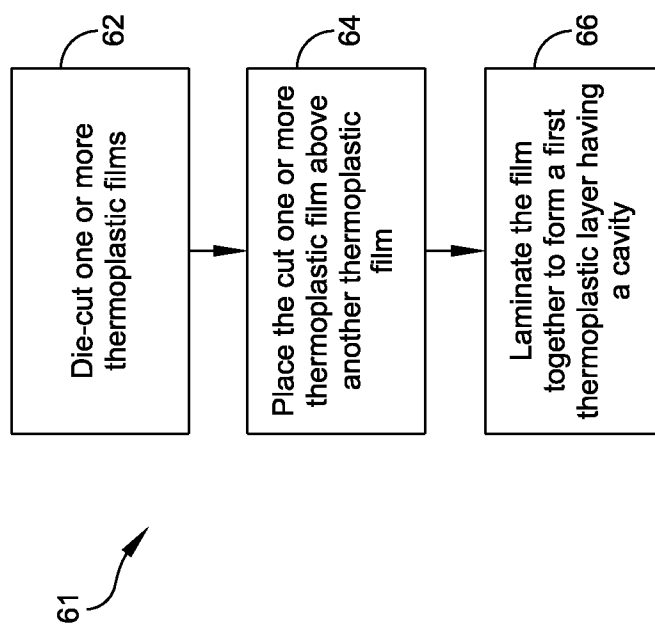 61
62
Die-cut one or more
thermoplastic films
64
Place the cut one or more
thermoplastic film above
another thermoplastic
film
66
Laminate the film
together to form a first
thermoplastic layer having
a cavity